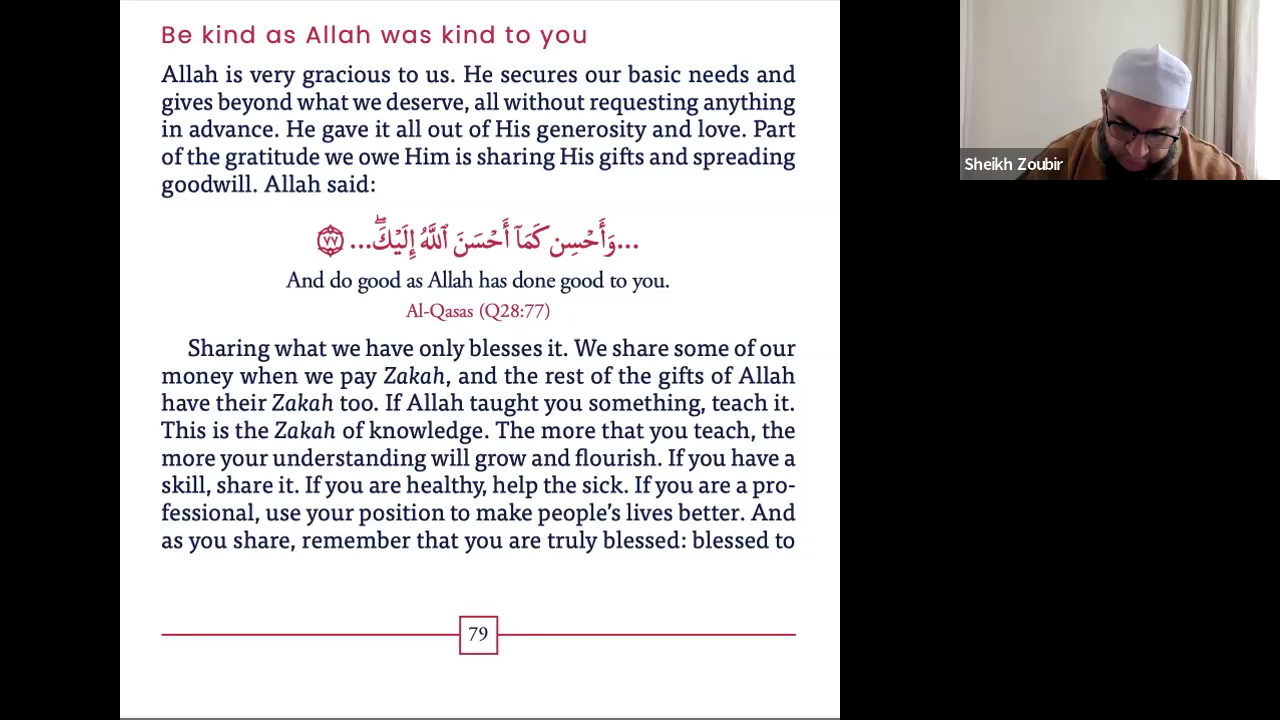 Be kind as Allah was kind to you
Allah is very gracious to us. He secures our basic needs and
gives beyond what we deserve, all without requesting anything
in advance. He gave it all out of His generosity and love. Part
of the gratitude we owe Him is sharing His gifts and spreading
goodwill. Allah said:
...وَأَحْسِن كَمَآ أَحْسَنَ ٱللَّهُ إِلَيْكَۖ... ٧٧
And do good as Allah has done good to you.
Al-Qasas (Q28:77)
Sharing what we have only blesses it. We share some of our
money when we pay Zakah, and the rest of the gifts of Allah
have their Zakah too. If Allah taught you something, teach it.
This is the Zakah of knowledge. The more that you teach, the
more your understanding will grow and flourish. If you have a
skill, share it. If you are healthy, help the sick. If you are a pro-
fessional, use your position to make people’s lives better. And
as you share, remember that you are truly blessed: blessed to
79
Sheikh Zoubir